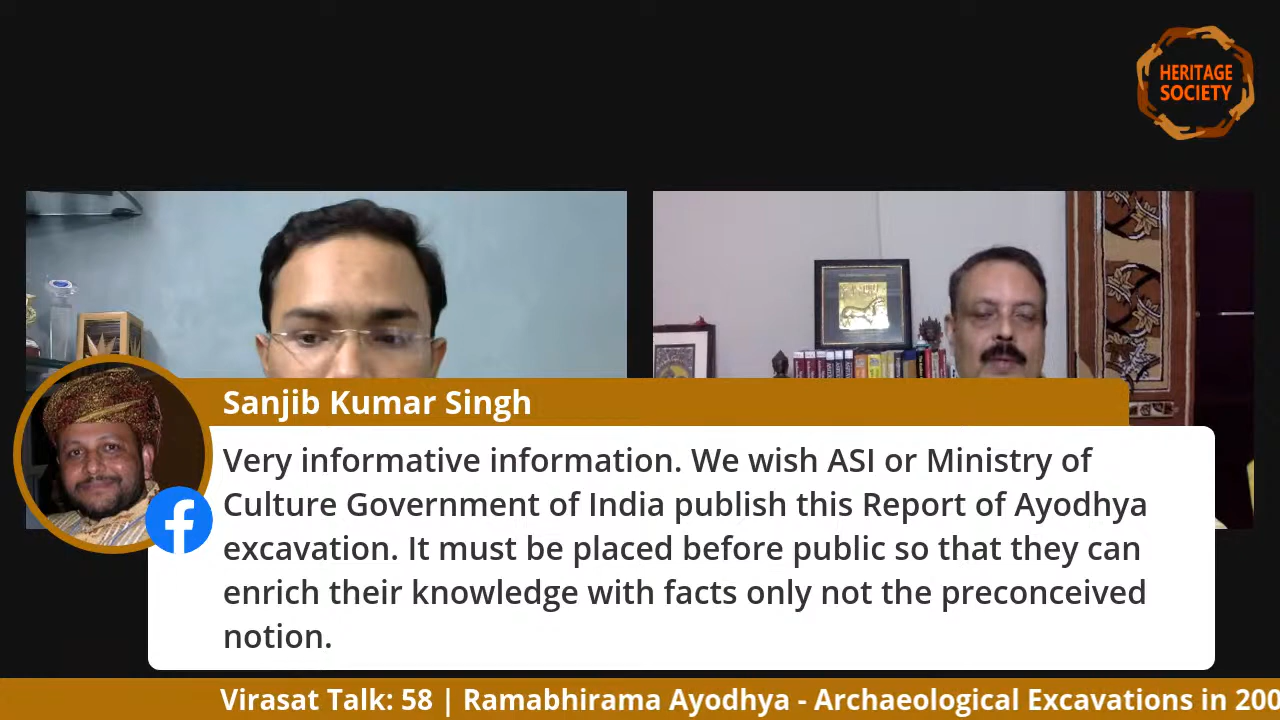 HERITAGE
SOCIETY
Sanjib Kumar Singh
Very informative information. We wish ASI or Ministry of
Culture Government of India publish this Report of Ayodhya
excavation. It must be placed before public so that they can
enrich their knowledge with facts only not the preconceived
notion.
Virasat Talk: 58 | Ramabhirama Ayodhya - Archaeological Excavations in 200